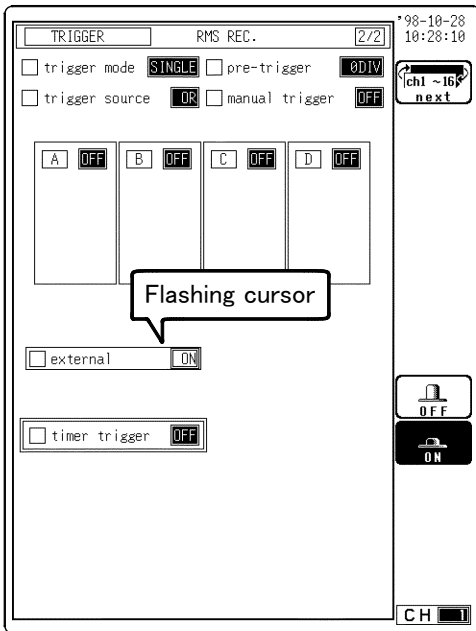 '98-10-28
10:28:10
TRIGGER RMS REC. 2/2
trigger mode SINGLE pre-trigger 0DIV
trigger source OR manual trigger OFF
ch1 ~16
next
A OFF B OFF C OFF D OFF
Flashing cursor
external ON
timer trigger OFF
OFF
ON
CH 1